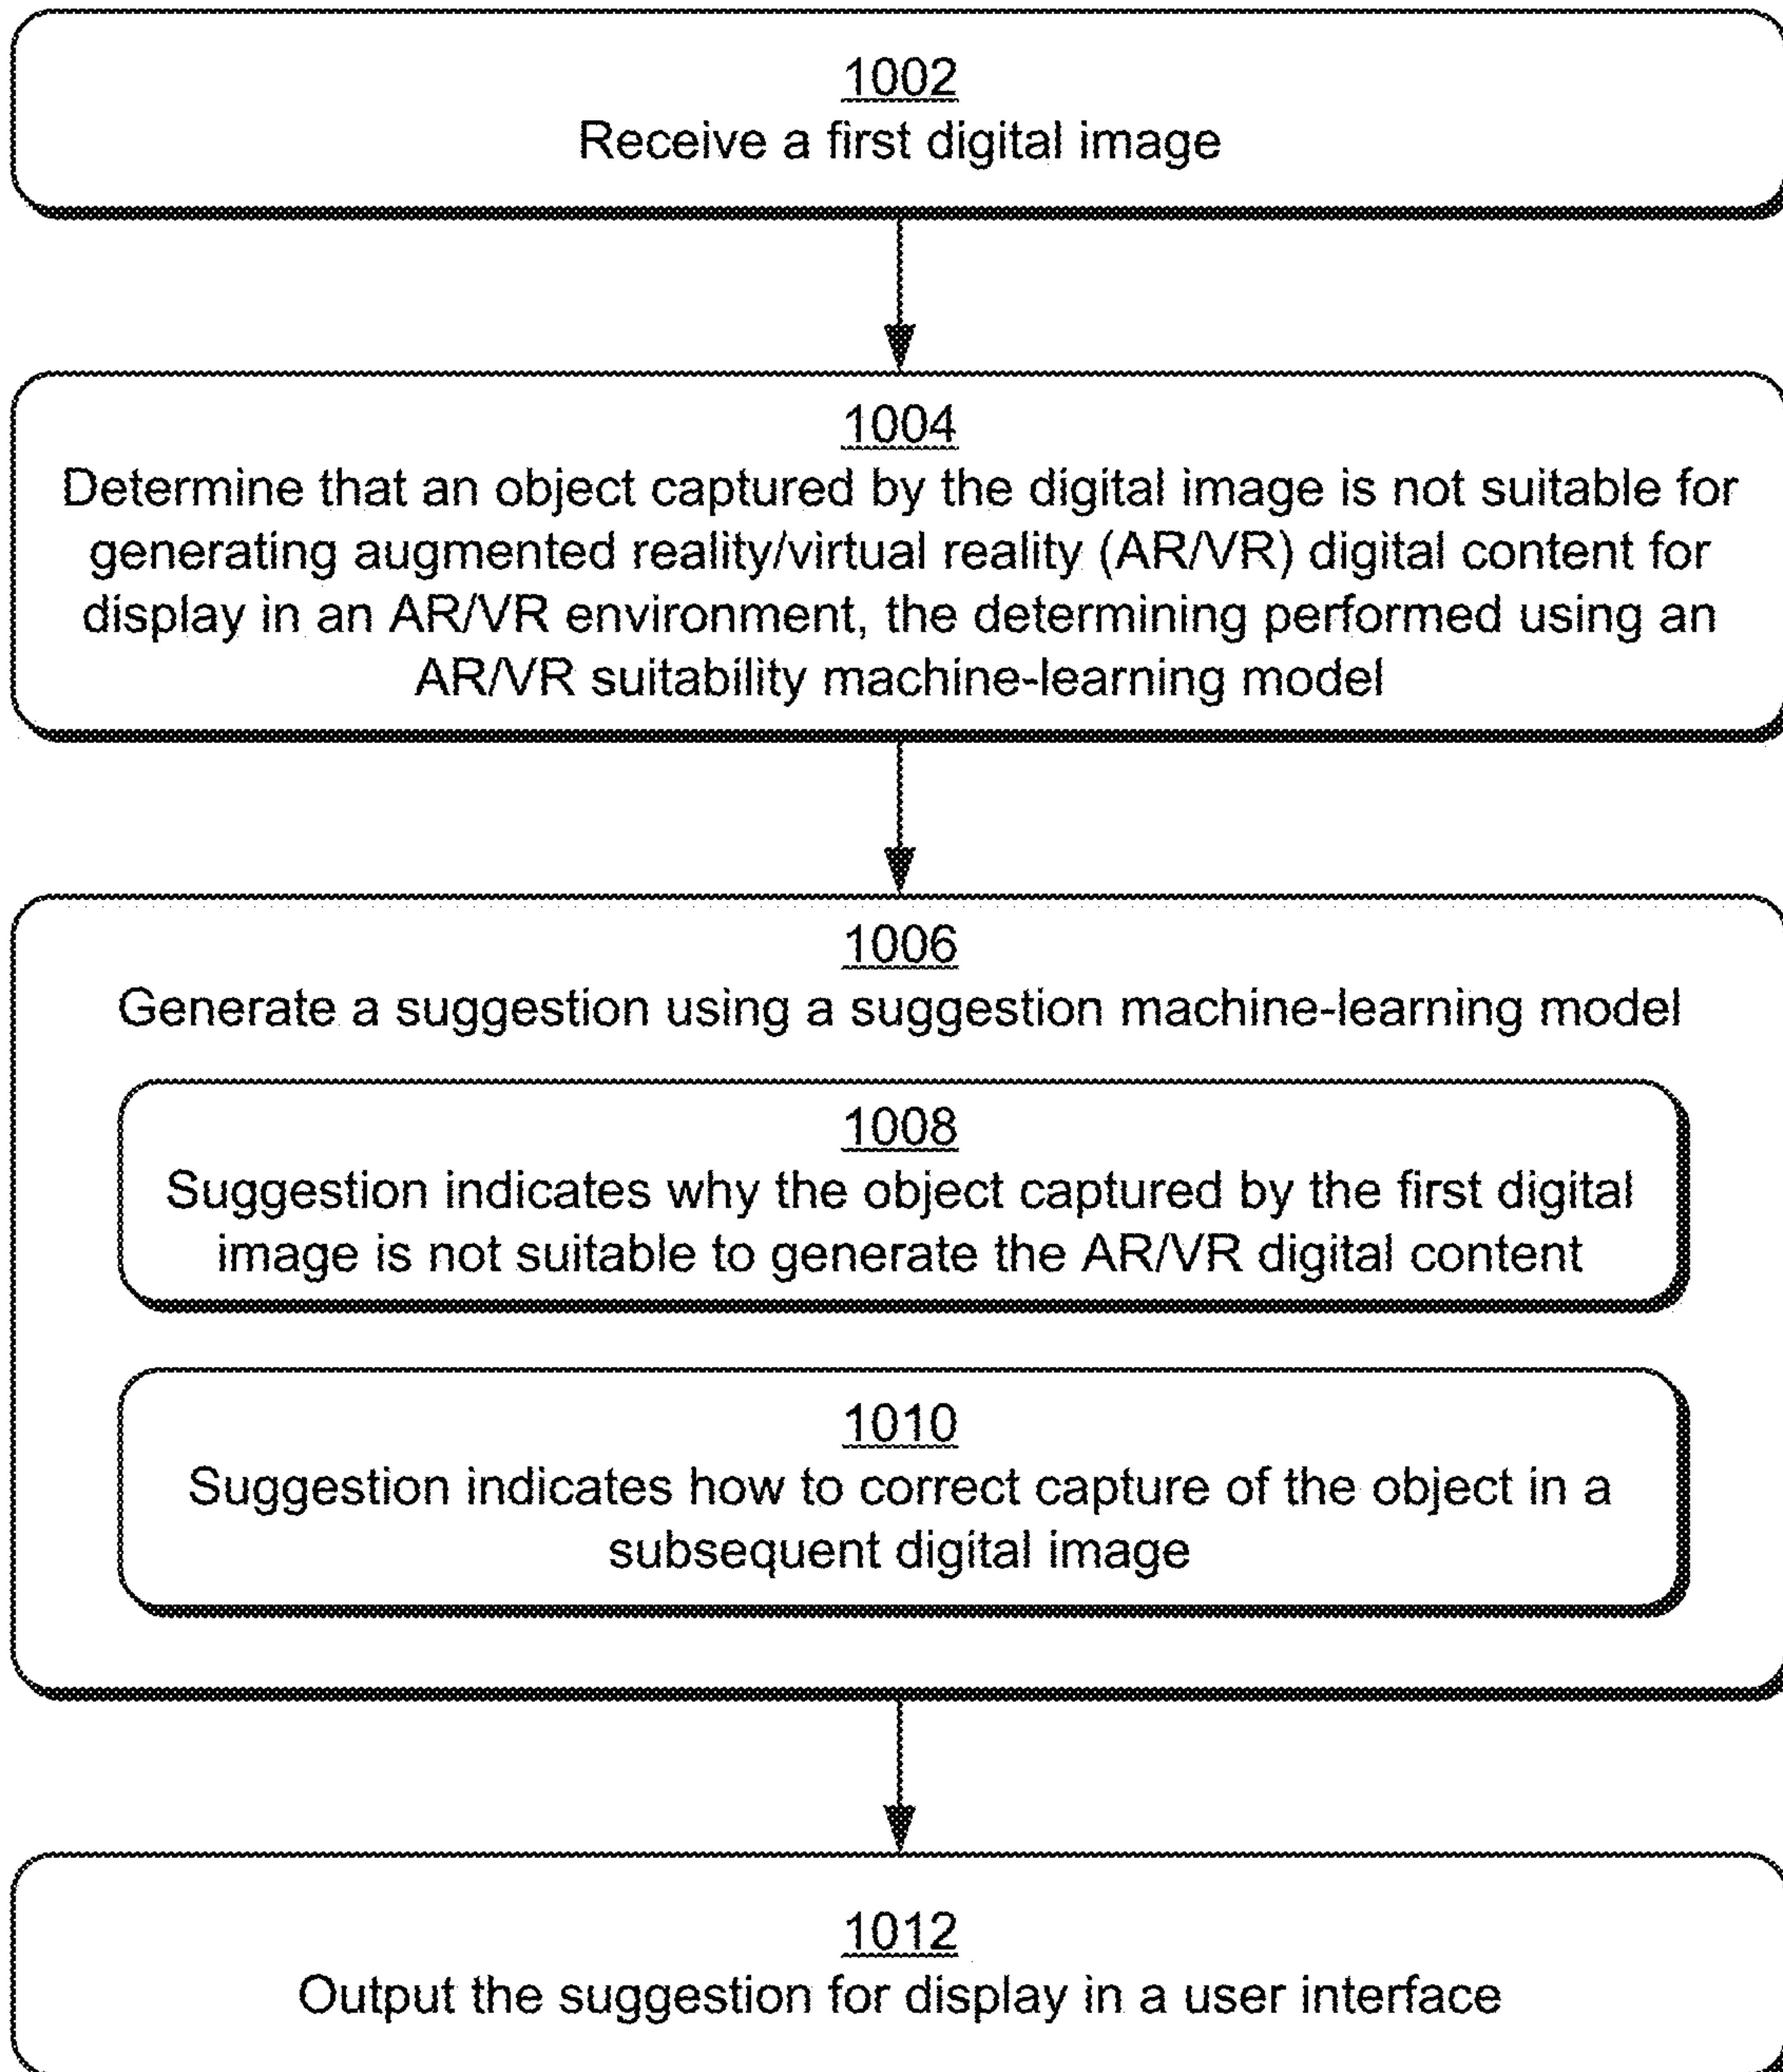 1002
Receive a first digital image
1004
Determine that an object captured by the digital image is not suitable for
generating augmented reality/virtual reality (AR/VR) digital content for
display in an AR/VR environment, the determining performed using an
AR/VR suitability machine-learning model
1006
Generate a suggestion using a suggestion machine-learning model
1008
Suggestion indicates why the object captured by the first digital
image is not suitable to generate the AR/VR digital content
1010
Suggestion indicates how to correct capture of the object in a
subsequent digital image
1012
Output the suggestion for display in a user interface